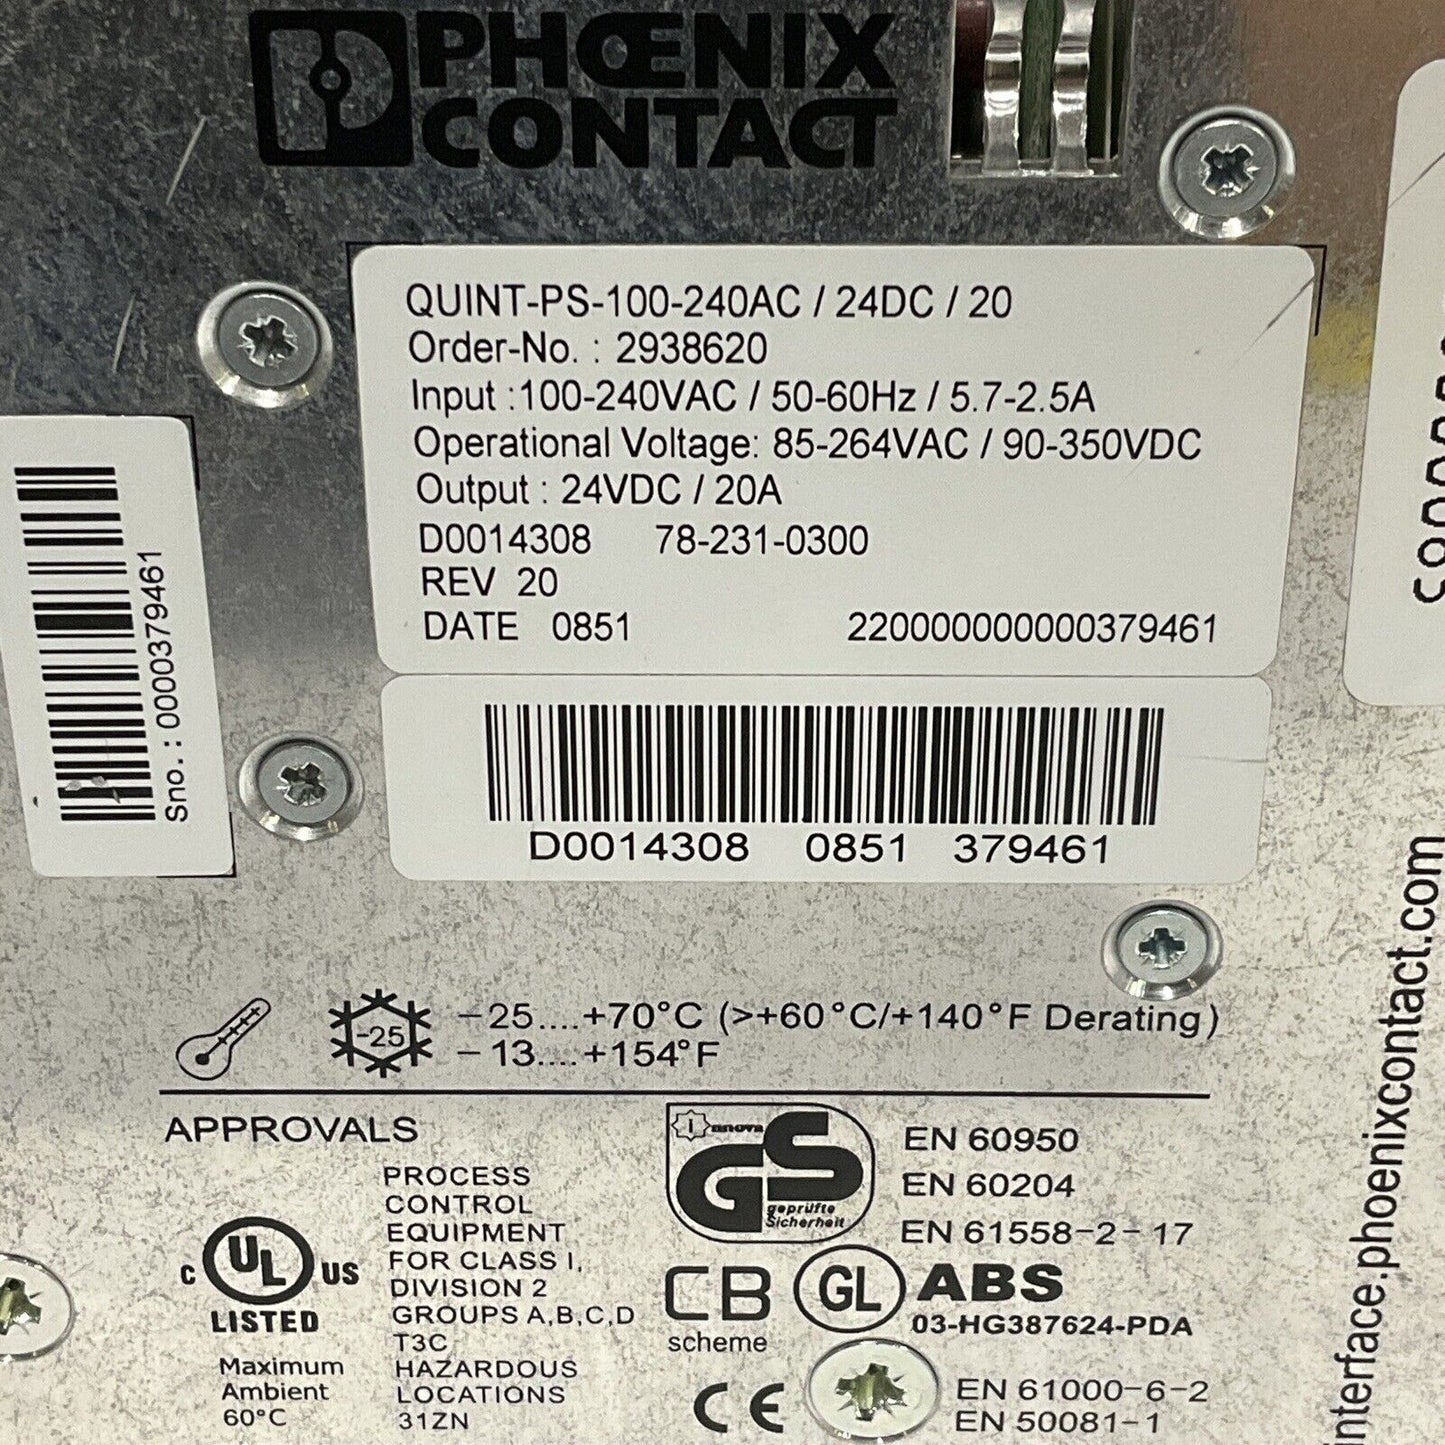 PHŒNIX
CONTACT
QUINT-PS-100-240AC / 24DC / 20
Order-No. : 2938620
Input :100-240VAC / 50-60Hz / 5.7-2.5A
Operational Voltage: 85-264VAC / 90-350VDC
Output : 24VDC / 20A
D0014308 78-231-0300
REV 20
DATE 0851 220000000000379461
Sno. : 0000379461
D0014308 0851 379461
-25
-25....+70°C (>+60°C/+140°F Derating)
-13....+154°F
APPROVALS
C UL US
LISTED
Maximum
Ambient
60°C
PROCESS
CONTROL
EQUIPMENT
FOR CLASS I,
DIVISION 2
GROUPS A,B,C,D
T3C
HAZARDOUS
LOCATIONS
31ZN
GS
geprüfte
Sicherheit
EN 60950
EN 60204
EN 61558-2-17
CB
scheme
GL
ABS
03-HG387624-PDA
CE
EN 61000-6-2
EN 50081-1
interface.phoenixcontact.com